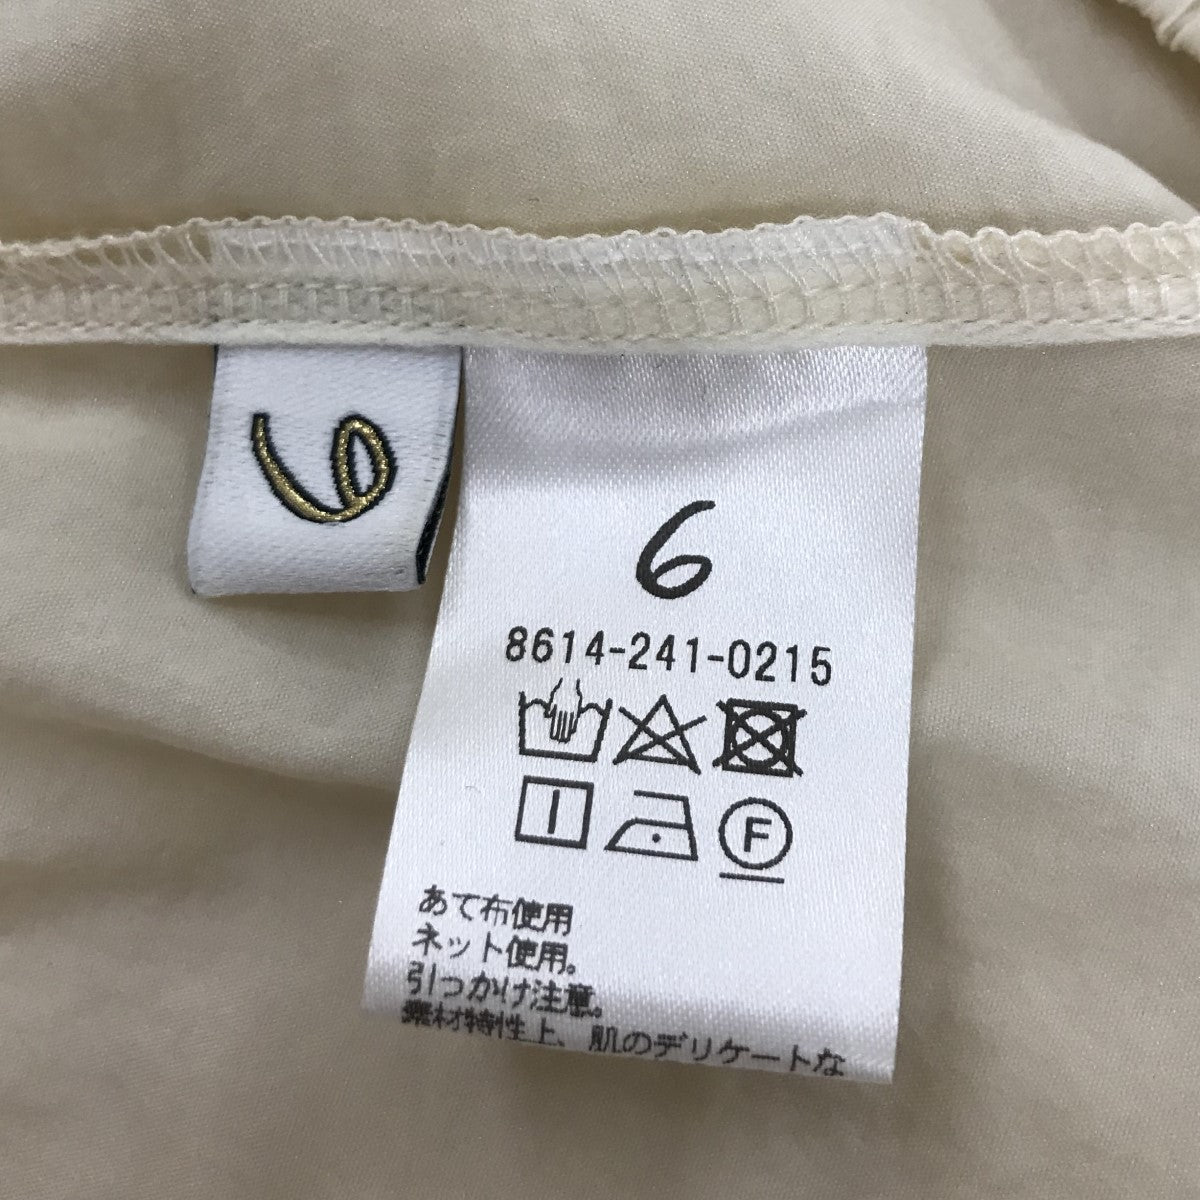 6
6
8614-241-0215
F
あて布使用
ネット使用。
引っかけ注意。
素材特性上、肌のデリケートな